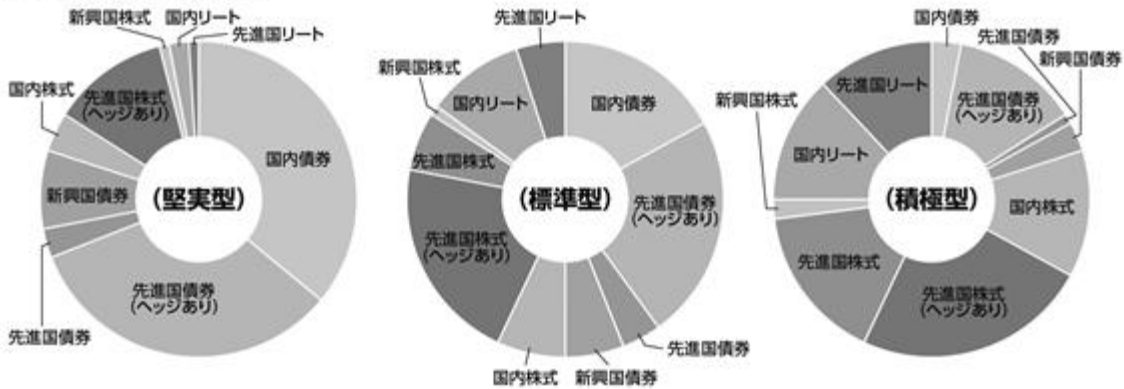 新興国株式
国内リート
先進国リート
国内株式
先進国株式
(ヘッジあり)
国内債券
新興国債券
(堅実型)
先進国債券
(ヘッジあり)
先進国債券
先進国リート
新興国株式
国内リート
国内債券
先進国株式
(標準型)
先進国債券
(ヘッジあり)
先進国株式
(ヘッジあり)
先進国債券
国内株式
新興国債券
国内債券
先進国債券
新興国債券
先進国リート
先進国債券
(ヘッジあり)
新興国株式
国内リート
(積極型)
国内株式
先進国株式
先進国株式
(ヘッジあり)